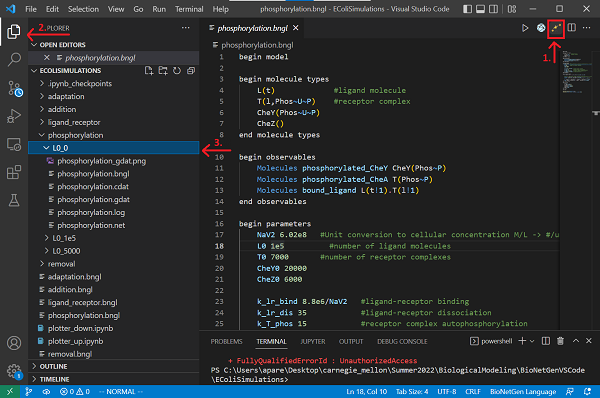 File Edit Selection View ...
phosphorylation.bngl - EColiSimulations - Visual Studio Code
2.
PLORER
OPEN EDITORS
phosphorylation.bngl
ECOLISIMULATIONS
.ipynb_checkpoints
adaptation
addition
ligand_receptor
phosphorylation
L0_0
3.
phosphorylation_gdat.png
phosphorylation.bngl
phosphorylation.cdat
phosphorylation.gdat
phosphorylation.log
phosphorylation.net
L0_1e5
L0_5000
removal
adaptation.bngl
addition.bngl
ligand_receptor.bngl
phosphorylation.bngl
plotter_down.ipynb
plotter_up.ipynb
removal.bngl
OUTLINE
TIMELINE
phosphorylation.bngl
1.
phosphorylation.bngl
1 begin model
2
3 begin molecule types
4 L(t) #ligand molecule
5 T(l,Phos~U~P) #receptor complex
6 CheY(Phos~U~P)
7 CheZ()
8 end molecule types
9
10 begin observables
11 Molecules phosphorylated_CheY CheY(Phos~P)
12 Molecules phosphorylated_CheA T(Phos~P)
13 Molecules bound_ligand L(t!1).T(l!1)
14 end observables
15
16 begin parameters
17 NaV2 6.02e8 #Unit conversion to cellular concentration M/L -> #/u
18 L0 1e5 #number of ligand molecules
19 T0 7000 #number of receptor complexes
20 CheY0 20000
21 CheZ0 6000
22
23 k_lr_bind 8.8e6/NaV2 #ligand-receptor binding
24 k_lr_dis 35 #ligand-receptor dissociation
25 k_T_phos 15 #receptor complex autophosphorylation
PROBLEMS TERMINAL JUPYTER OUTPUT DEBUG CONSOLE powershell
+ FullyQualifiedErrorId : UnauthorizedAccess
PS C:\Users\apare\Desktop\carnegie_mellon\Summer2022\BiologicalModeling\BioNetGenVSCode
\EColiSimulations>
0 0 -- NORMAL -- Ln 18, Col 10 Tab Size: 4 UTF-8 CRLF BioNetGen Language